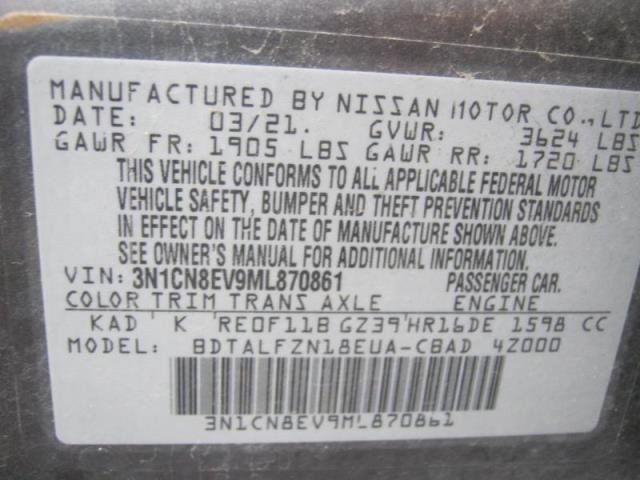 MANUFACTURED BY NISSAN MOTOR CO., LTD
DATE: 03/21. GVWR: 3624 LBS
GAWR FR: 1905 LBS GAWR RR: 1720 LBS
THIS VEHICLE CONFORMS TO ALL APPLICABLE FEDERAL MOTOR
VEHICLE SAFETY, BUMPER AND THEFT PREVENTION STANDARDS
IN EFFECT ON THE DATE OF MANUFACTURE SHOWN ABOVE.
SEE OWNER'S MANUAL FOR ADDITIONAL INFORMATION.
VIN: 3N1CN8EV9ML870861 PASSENGER CAR.
COLOR TRIM TRANS AXLE ENGINE
KAD ' K 'RE0F11B GZ39'HR16DE 1598 CC
MODEL: BDTALFZN18EUA-CBAD 4Z000
3N1CN8EV9ML870861